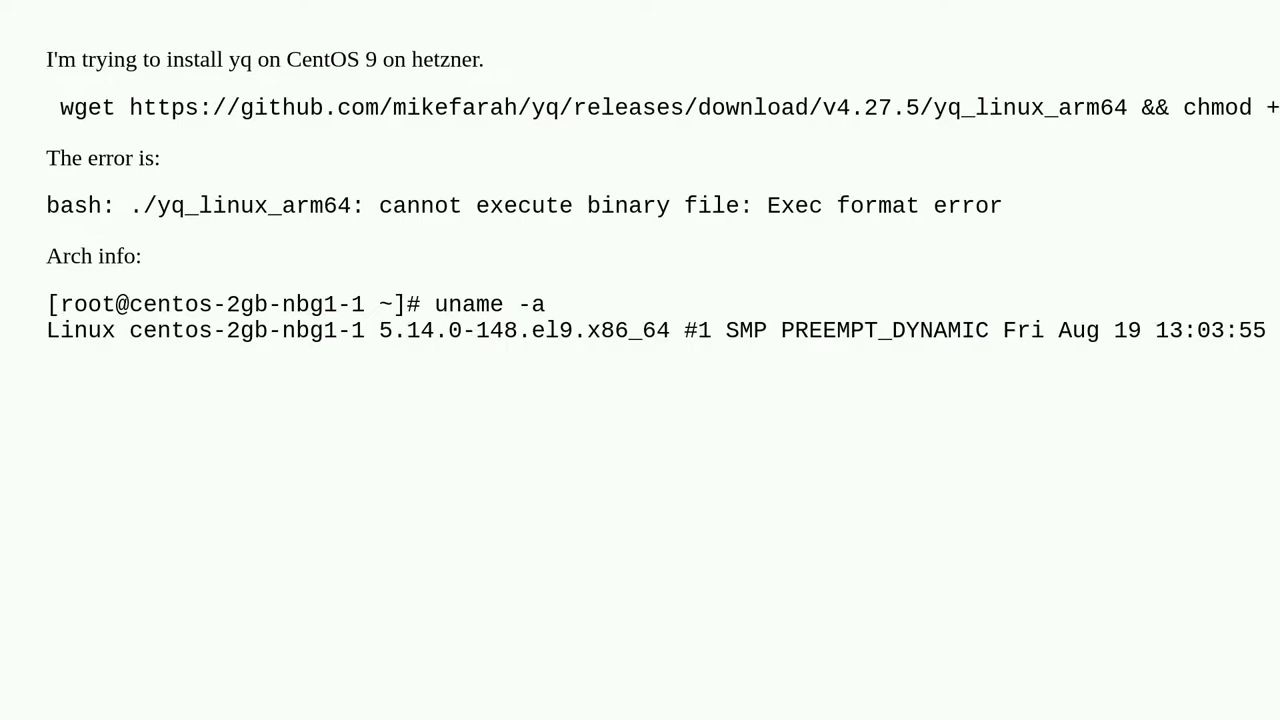 I'm trying to install yq on CentOS 9 on hetzner.
wget https://github.com/mikefarah/yq/releases/download/v4.27.5/yq_linux_arm64 && chmod +
The error is:
bash: ./yq_linux_arm64: cannot execute binary file: Exec format error
Arch info:
[root@centos-2gb-nbg1-1 ~]# uname -a
Linux centos-2gb-nbg1-1 5.14.0-148.el9.x86_64 #1 SMP PREEMPT_DYNAMIC Fri Aug 19 13:03:55